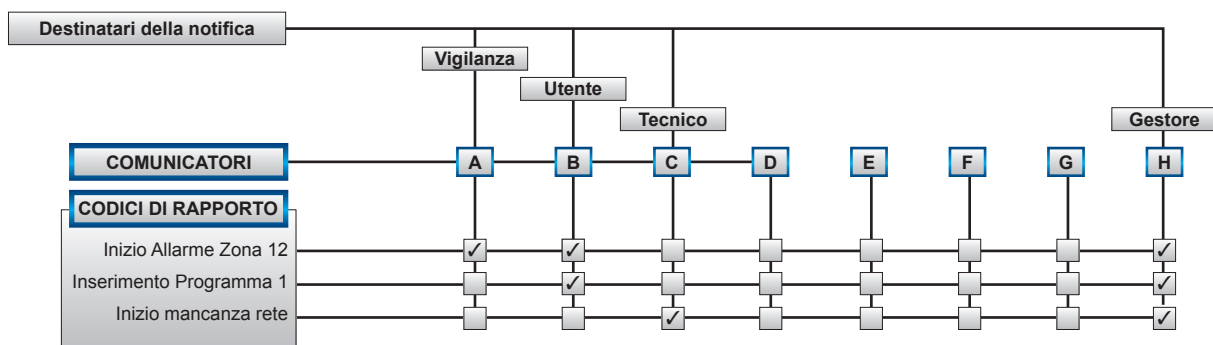 Destinatari della notifica
Vigilanza
Utente
Tecnico
Gestore
COMUNICATORI
A B C D E F G H
CODICI DI RAPPORTO
Inizio Allarme Zona 12
Inserimento Programma 1
Inizio mancanza rete